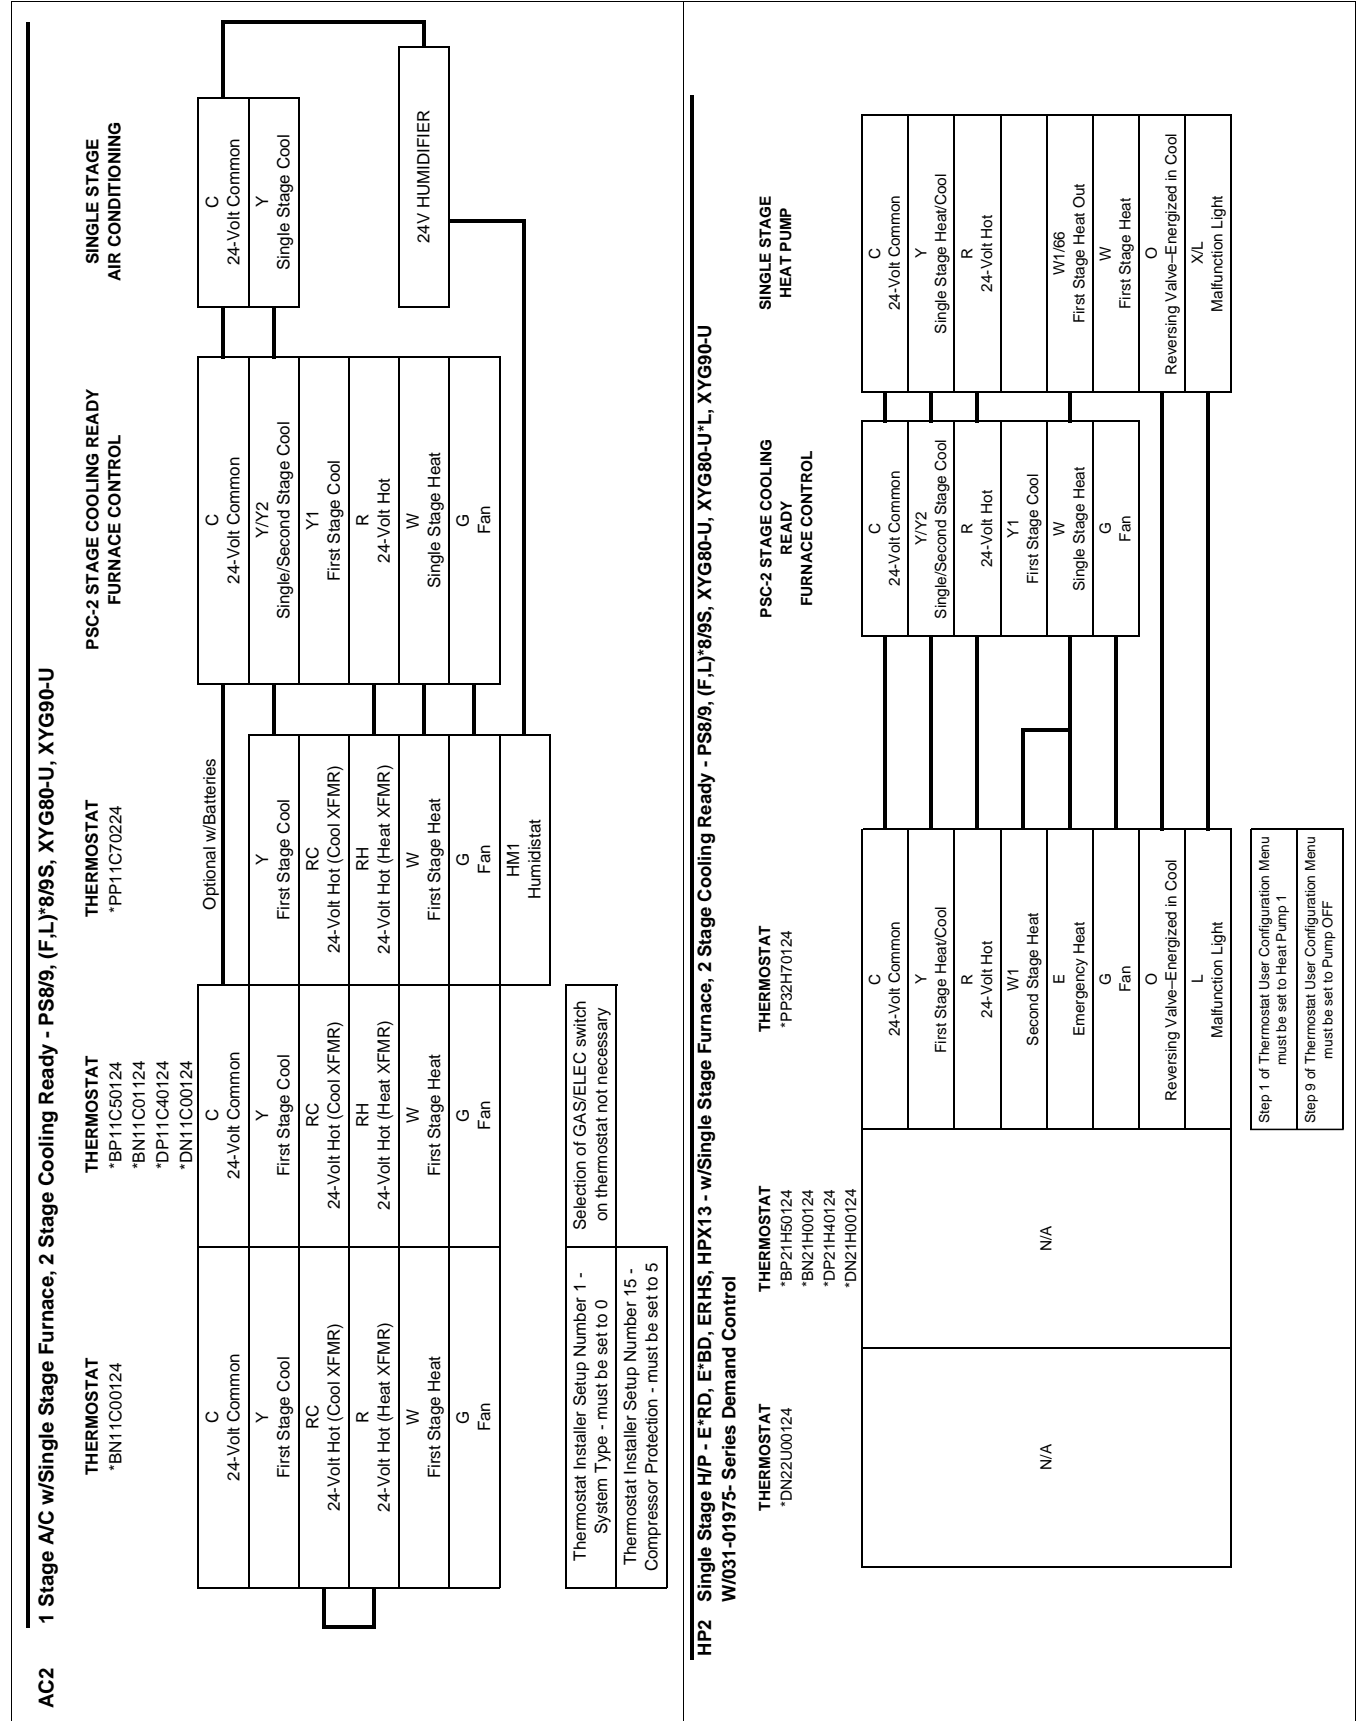 AC2 1 Stage A/C w/Single Stage Furnace, 2 Stage Cooling Ready - PS8/9, (F,L)*8/9S, XYG80-U, XYG90-U
THERMOSTAT
*BN11C00124
C
24-Volt Common
Y
First Stage Cool
RC
24-Volt Hot (Cool XFMR)
R
24-Volt Hot (Heat XFMR)
W
First Stage Heat
G
Fan
Thermostat Installer Setup Number 1 -
System Type - must be set to 0
Thermostat Installer Setup Number 15 -
Compressor Protection - must be set to 5
THERMOSTAT
*BP11C50124
*BN11C01124
*DP11C40124
*DN11C00124
C
24-Volt Common
Y
First Stage Cool
RC
24-Volt Hot (Cool XFMR)
RH
24-Volt Hot (Heat XFMR)
W
First Stage Heat
G
Fan
Selection of GAS/ELEC switch
on thermostat not necessary
THERMOSTAT
*PP11C70224
Optional w/Batteries
Y
First Stage Cool
RC
24-Volt Hot (Cool XFMR)
RH
24-Volt Hot (Heat XFMR)
W
First Stage Heat
G
Fan
HM1
Humidistat
PSC-2 STAGE COOLING READY
FURNACE CONTROL
C
24-Volt Common
Y/Y2
Single/Second Stage Cool
Y1
First Stage Cool
R
24-Volt Hot
W
Single Stage Heat
G
Fan
SINGLE STAGE
AIR CONDITIONING
C
24-Volt Common
Y
Single Stage Cool
24V HUMIDIFIER
HP2 Single Stage H/P - E*RD, E*BD, ERHS, HPX13 - w/Single Stage Furnace, 2 Stage Cooling Ready - PS8/9, (F,L)*8/9S, XYG80-U, XYG80-U*L, XYG90-U
W/031-01975- Series Demand Control
THERMOSTAT
*DN22U00124
N/A
THERMOSTAT
*BP21H50124
*BN21H00124
*DP21H40124
*DN21H00124
N/A
THERMOSTAT
*PP32H70124
C
24-Volt Common
Y
First Stage Heat/Cool
R
24-Volt Hot
W1
Second Stage Heat
E
Emergency Heat
G
Fan
O
Reversing Valve–Energized in Cool
L
Malfunction Light
Step 1 of Thermostat User Configuration Menu
must be set to Heat Pump 1
Step 9 of Thermostat User Configuration Menu
must be set to Pump OFF
PSC-2 STAGE COOLING
READY
FURNACE CONTROL
C
24-Volt Common
Y/Y2
Single/Second Stage Cool
R
24-Volt Hot
Y1
First Stage Cool
W
Single Stage Heat
G
Fan
SINGLE STAGE
HEAT PUMP
C
24-Volt Common
Y
Single Stage Heat/Cool
R
24-Volt Hot
W1/66
First Stage Heat Out
W
First Stage Heat
O
Reversing Valve–Energized in Cool
X/L
Malfunction Light